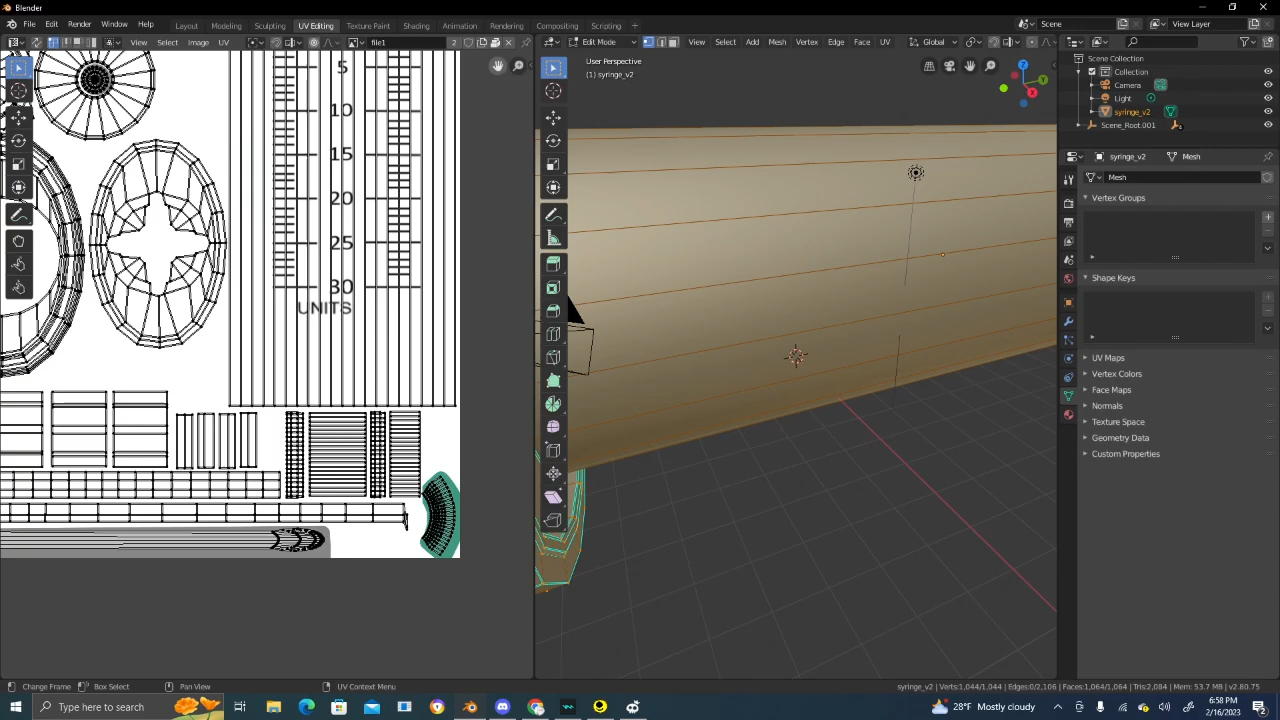 Blender
File Edit Render Window Help Layout Modeling Sculpting UV Editing Texture Paint Shading Animation Rendering Compositing Scripting + Scene View Layer
View Select Image UV file1 2
Edit Mode View Select Add Mesh Vertex Edge Face UV Global
User Perspective
(1) syringe_v2
5
10
15
20
25
30
UNITS
X
Y
Z
Scene Collection
Collection
Camera
Light
syringe_v2
Scene_Root.001
syringe_v2 Mesh
Mesh
Vertex Groups
Shape Keys
UV Maps
Vertex Colors
Face Maps
Normals
Texture Space
Geometry Data
Custom Properties
Change Frame Box Select Pan View UV Context Menu
syringe_v2 | Verts:1,044/1,044 | Edges:0/2,106 | Faces:1,064/1,064 | Tris:2,084 | Mem: 53.7 MB | v2.80.75
Type here to search
28°F Mostly cloudy
6:58 PM
2/16/2023